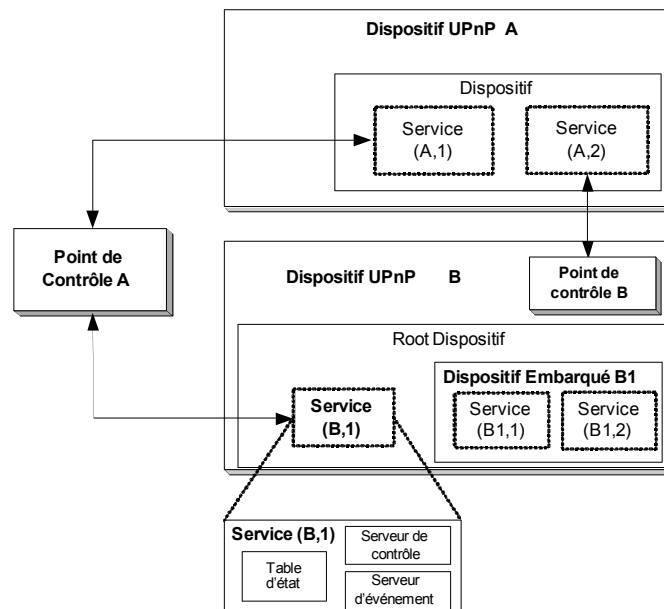 Dispositif UPnP A
Dispositif
Service
(A,1)
Service
(A,2)
Point de
Contrôle A
Dispositif UPnP B
Point de
contrôle B
Root Dispositif
Service
(B,1)
Dispositif Embarqué B1
Service
(B1,1)
Service
(B1,2)
Service (B,1)
Table
d'état
Serveur de
contrôle
Serveur
d'événement